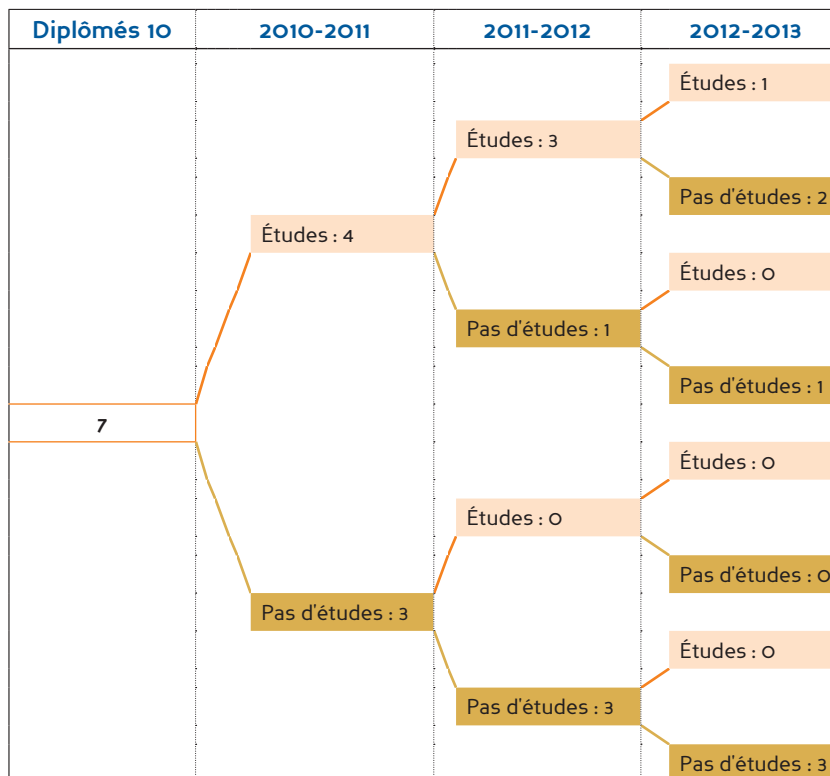 Diplômés 10 2010-2011 2011-2012 2012-2013
Études : 1
Études : 3
Pas d'études : 2
Études : 4
Études : 0
Pas d'études : 1
Pas d'études : 1
7
Études : 0
Études : 0
Pas d'études : 0
Pas d'études : 3
Études : 0
Pas d'études : 3
Pas d'études : 3